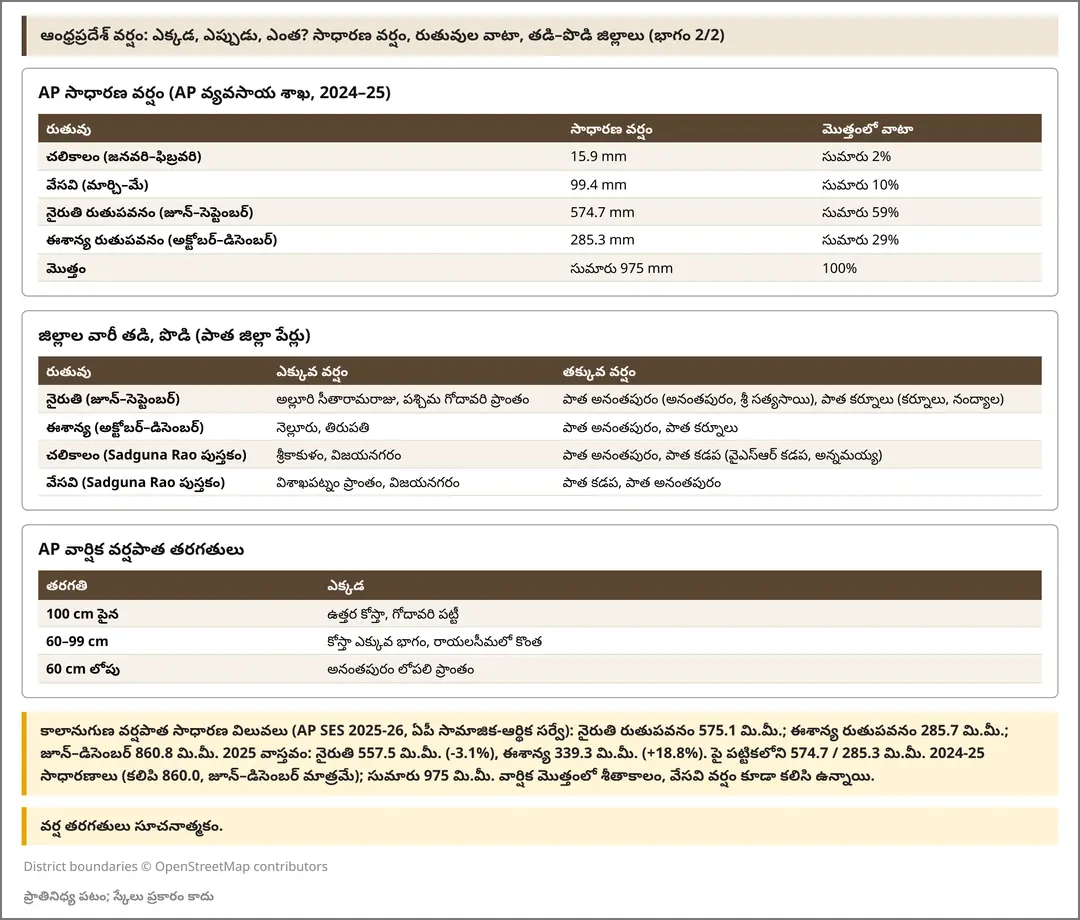 ఆంధ్రప్రదేశ్ వర్షం: ఎక్కడ, ఎప్పుడు, ఎంత? సాధారణ వర్షం, రుతువుల వాటా, తడి–పొడి జిల్లాలు (భాగం 2/2)
AP సాధారణ వర్షం (AP వ్యవసాయ శాఖ, 2024–25)
రుతువు సాధారణ వర్షం మొత్తంలో వాటా
చలికాలం (జనవరి–ఫిబ్రవరి) 15.9 mm సుమారు 2%
వేసవి (మార్చి–మే) 99.4 mm సుమారు 10%
నైరుతి రుతుపవనం (జూన్–సెప్టెంబర్) 574.7 mm సుమారు 59%
ఈశాన్య రుతుపవనం (అక్టోబర్–డిసెంబర్) 285.3 mm సుమారు 29%
మొత్తం సుమారు 975 mm 100%
జిల్లాల వారీ తడి, పొడి (పాత జిల్లా పేర్లు)
రుతువు ఎక్కువ వర్షం తక్కువ వర్షం
నైరుతి (జూన్–సెప్టెంబర్) అల్లూరి సీతారామరాజు, పశ్చిమ గోదావరి ప్రాంతం పాత అనంతపురం (అనంతపురం, శ్రీ సత్యసాయి), పాత కర్నూలు (కర్నూలు, నంద్యాల)
ఈశాన్య (అక్టోబర్–డిసెంబర్) నెల్లూరు, తిరుపతి పాత అనంతపురం, పాత కర్నూలు
చలికాలం (Sadguna Rao పుస్తకం) శ్రీకాకుళం, విజయనగరం పాత అనంతపురం, పాత కడప (వైఎస్ఆర్ కడప, అన్నమయ్య)
వేసవి (Sadguna Rao పుస్తకం) విశాఖపట్నం ప్రాంతం, విజయనగరం పాత కడప, పాత అనంతపురం
AP వార్షిక వర్షపాత తరగతులు
తరగతి ఎక్కడ
100 cm పైన ఉత్తర కోస్తా, గోదావరి పట్టీ
60–99 cm కోస్తా ఎక్కువ భాగం, రాయలసీమలో కొంత
60 cm లోపు అనంతపురం లోపలి ప్రాంతం
కాలానుగుణ వర్షపాత సాధారణ విలువలు (AP SES 2025-26, ఏపీ సామాజిక-ఆర్థిక సర్వే): నైరుతి రుతుపవనం 575.1 మి.మీ.; ఈశాన్య రుతుపవనం 285.7 మి.మీ.;
జూన్–డిసెంబర్ 860.8 మి.మీ. 2025 వాస్తవం: నైరుతి 557.5 మి.మీ. (-3.1%), ఈశాన్య 339.3 మి.మీ. (+18.8%). పై పట్టికలోని 574.7 / 285.3 మి.మీ. 2024-25
సాధారణాలు (కలిపి 860.0, జూన్–డిసెంబర్ మాత్రమే); సుమారు 975 మి.మీ. వార్షిక మొత్తంలో శీతాకాలం, వేసవి వర్షం కూడా కలిసి ఉన్నాయి.
వర్ష తరగతులు సూచనాత్మకం.
District boundaries © OpenStreetMap contributors
ప్రాతినిధ్య పటం; స్కేలు ప్రకారం కాదు